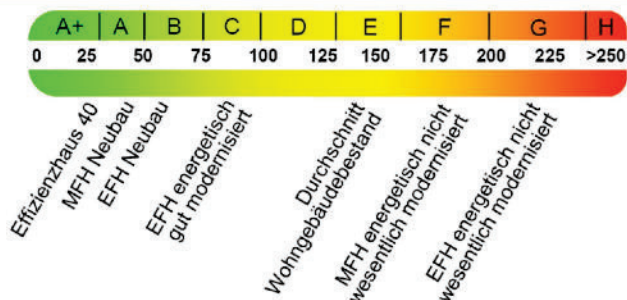 A+ A B C D E F G H
0 25 50 75 100 125 150 175 200 225 >250
Effizienzhaus 40
MFH Neubau
EFH Neubau
EFH energetisch
gut modernisiert
Durchschnitt
Wohngebäudebestand
MFH energetisch nicht
wesentlich modernisiert
EFH energetisch nicht
wesentlich modernisiert